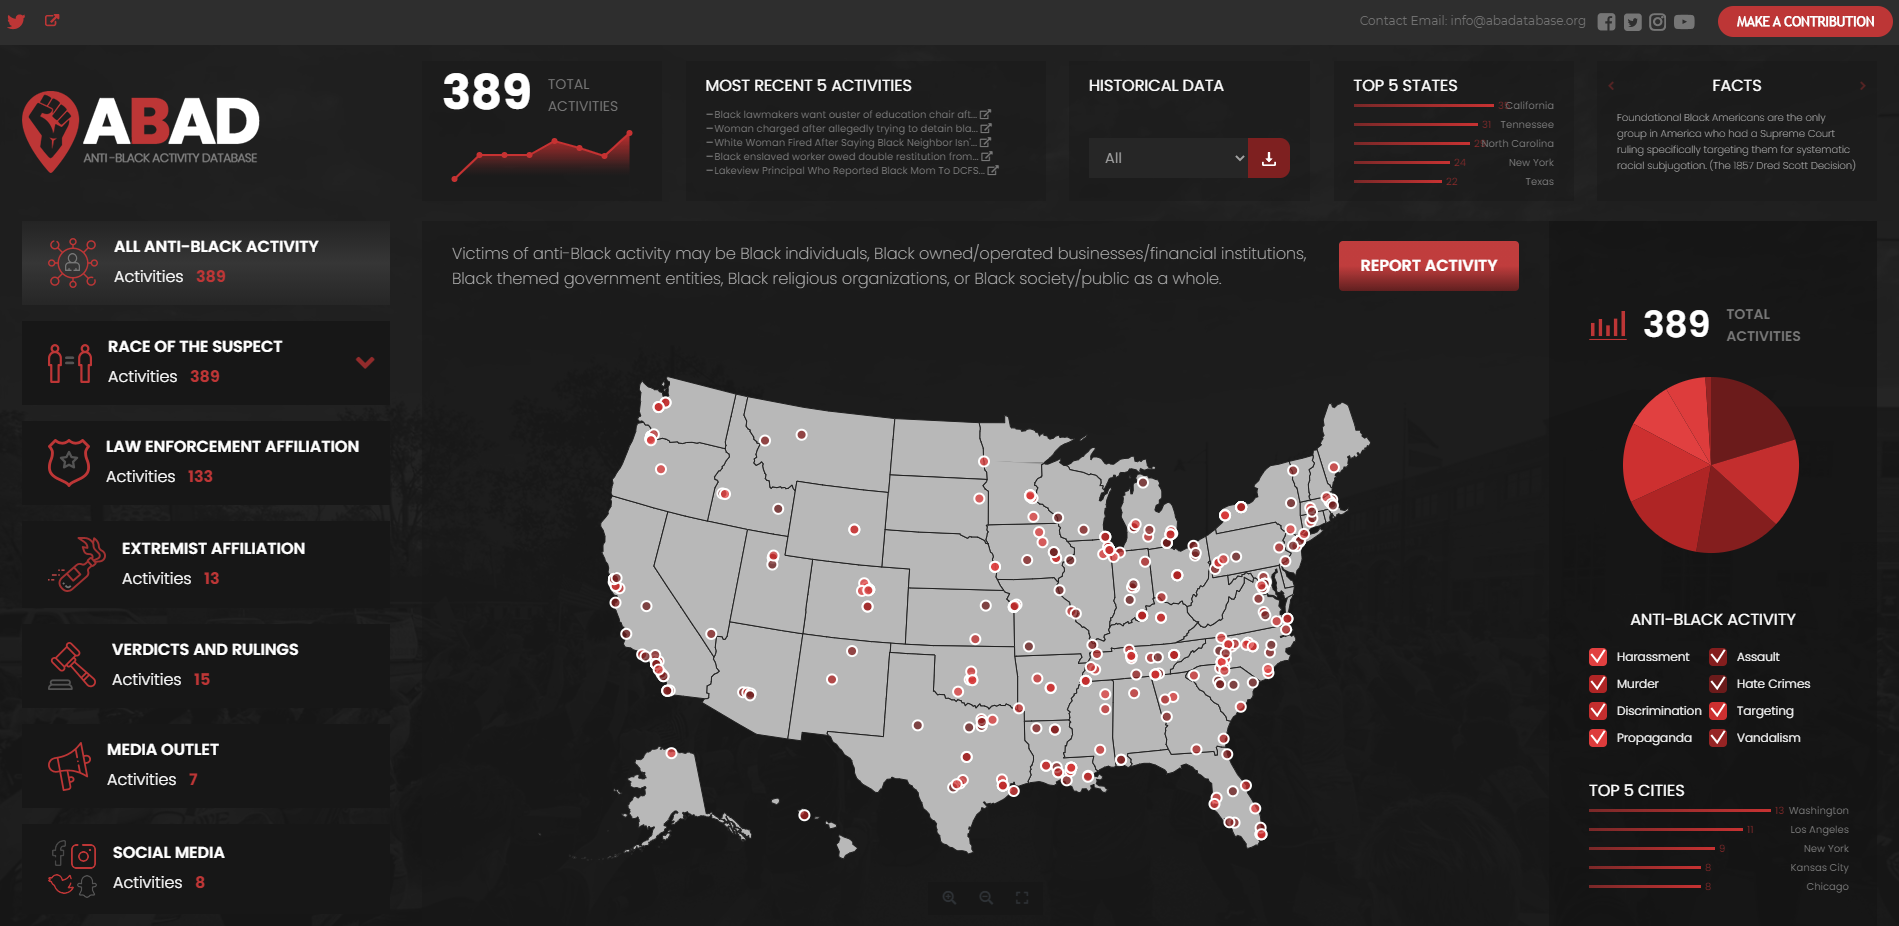 Contact Email: info@abadatabase.org
MAKE A CONTRIBUTION
ABAD
ANTI-BLACK ACTIVITY DATABASE
389
TOTAL
ACTIVITIES
MOST RECENT 5 ACTIVITIES
Black lawmakers want ouster of education chair aft...
Woman charged after allegedly trying to detain bla...
White Woman Fired After Saying Black Neighbor Isn'...
Black enslaved worker owed double restitution from...
Lakeview Principal Who Reported Black Mom To DCFS...
HISTORICAL DATA
All
TOP 5 STATES
California
31 Tennessee
North Carolina
24 New York
22 Texas
FACTS
Foundational Black Americans are the only
group in America who had a Supreme Court
ruling specifically targeting them for systematic
racial subjugation. (The 1857 Dred Scott Decision)
ALL ANTI-BLACK ACTIVITY
Activities 389
RACE OF THE SUSPECT
Activities 389
LAW ENFORCEMENT AFFILIATION
Activities 133
EXTREMIST AFFILIATION
Activities 13
VERDICTS AND RULINGS
Activities 15
MEDIA OUTLET
Activities 7
SOCIAL MEDIA
Activities 8
Victims of anti-Black activity may be Black individuals, Black owned/operated businesses/financial institutions,
Black themed government entities, Black religious organizations, or Black society/public as a whole.
REPORT ACTIVITY
389
TOTAL
ACTIVITIES
ANTI-BLACK ACTIVITY
Harassment Assault
Murder Hate Crimes
Discrimination Targeting
Propaganda Vandalism
TOP 5 CITIES
13 Washington
11 Los Angeles
9 New York
8 Kansas City
8 Chicago